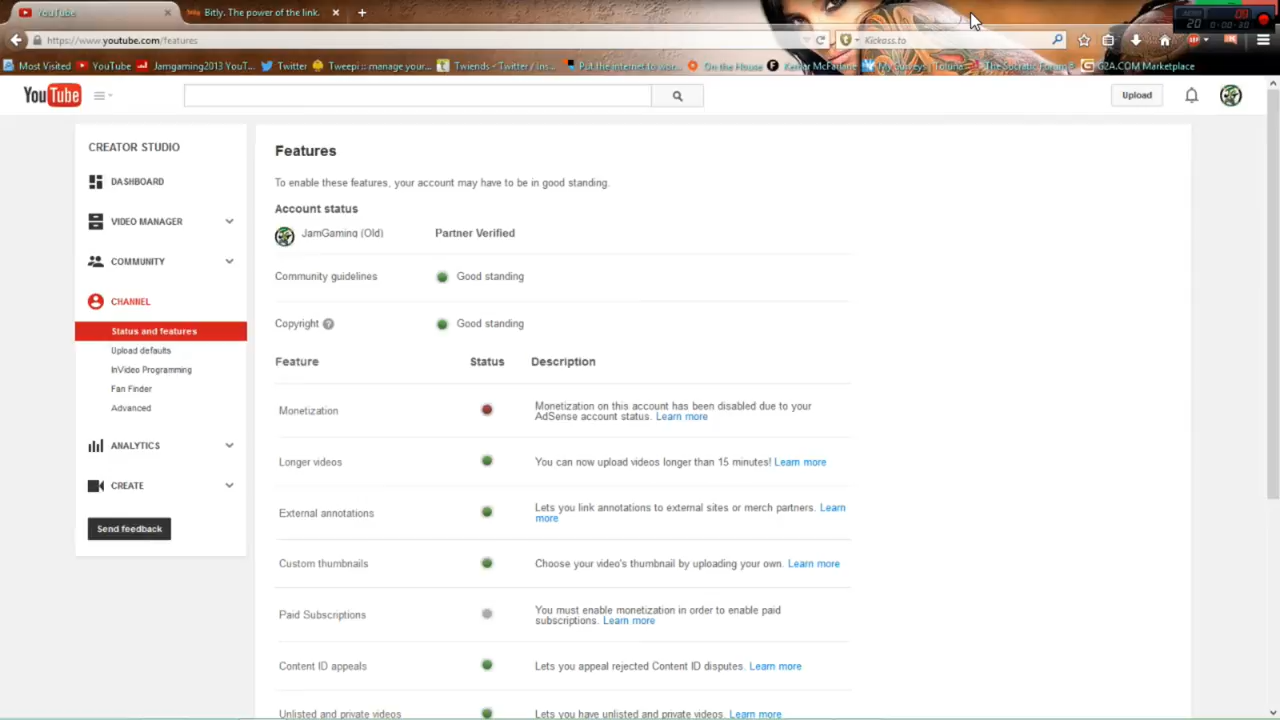 YouTube
Bitly. The power of the link.
https://www.youtube.com/features
Kickass.to
Most Visited
YouTube
Jamgaming2013 YouT...
Twitter
Tweepi :: manage your...
Twiends - Twitter / Ins...
Put the internet to wor...
On the House
G2A.COM Marketplace
YouTube
Upload
CREATOR STUDIO
DASHBOARD
VIDEO MANAGER
COMMUNITY
CHANNEL
Status and features
Upload defaults
InVideo Programming
Fan Finder
Advanced
ANALYTICS
CREATE
Send feedback
Features
To enable these features, your account may have to be in good standing.
Account status
JamGaming (Old) Partner Verified
Community guidelines Good standing
Copyright ? Good standing
Feature Status Description
Monetization
Monetization on this account has been disabled due to your
AdSense account status. Learn more
Longer videos You can now upload videos longer than 15 minutes! Learn more
External annotations
Lets you link annotations to external sites or merch partners. Learn
more
Custom thumbnails Choose your video's thumbnail by uploading your own. Learn more
Paid Subscriptions
You must enable monetization in order to enable paid
subscriptions. Learn more
Content ID appeals Lets you appeal rejected Content ID disputes. Learn more
Unlisted and private videos Lets you have unlisted and private videos. Learn more